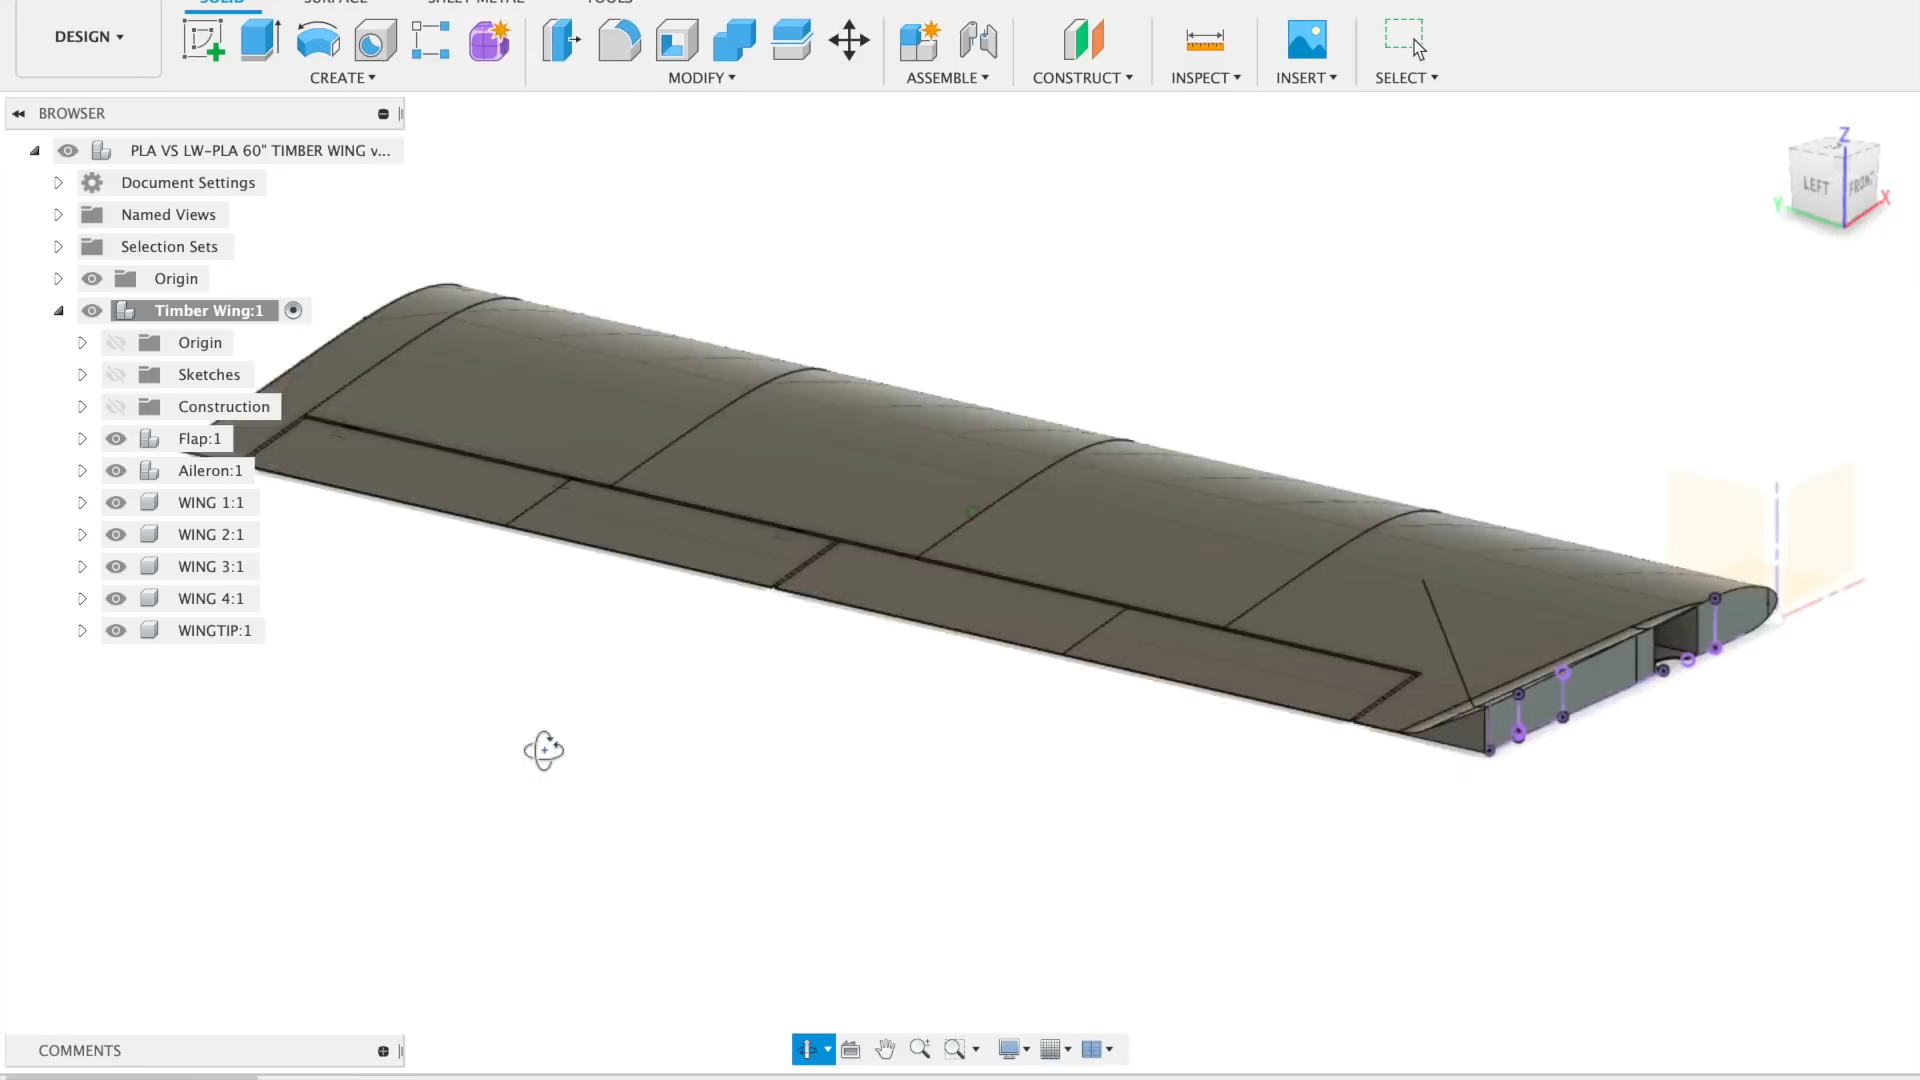 SOLID
SURFACE
SHEET METAL
TOOLS
DESIGN
CREATE
MODIFY
ASSEMBLE
CONSTRUCT
INSPECT
INSERT
SELECT
BROWSER
PLA VS LW-PLA 60" TIMBER WING v...
Document Settings
Named Views
Selection Sets
Origin
Timber Wing:1
Origin
Sketches
Construction
Flap:1
Aileron:1
WING 1:1
WING 2:1
WING 3:1
WING 4:1
WINGTIP:1
Z
LEFT
FRONT
Y
X
COMMENTS